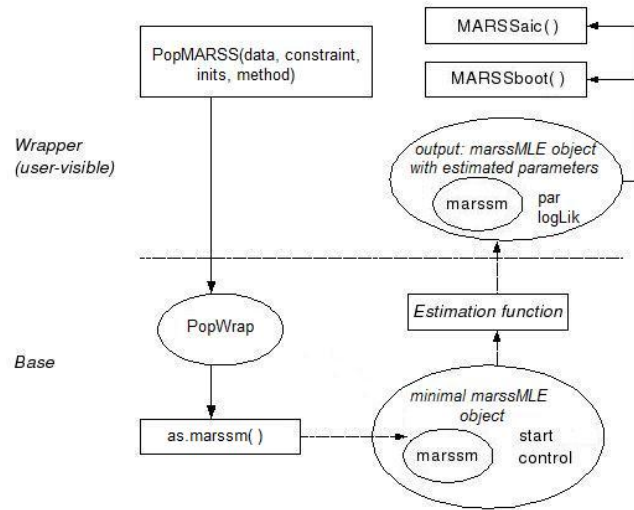 MARSSaic( )
PopMARSS(data, constraint,
inits, method)
MARSSboot( )
Wrapper
(user-visible)
output: marssMLE object
with estimated parameters
marssm
par
logLik
PopWrap
Estimation function
Base
minimal marssMLE
object
as.marssm( )
start
marssm
control